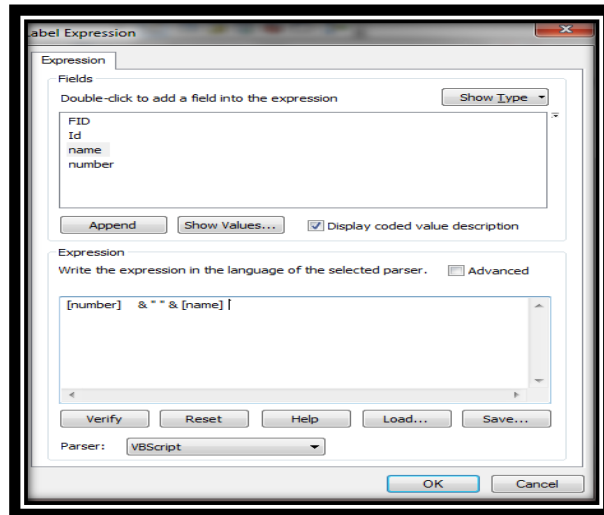 abel Expression
Expression
Fields
Double-click to add a field into the expression
Show Type
FID
Id
name
number
Append
Show Values...
Display coded value description
Expression
Write the expression in the language of the selected parser.
Advanced
[number] & " " & [name]
Verify
Reset
Help
Load...
Save...
Parser:
VBScript
OK
Cancel